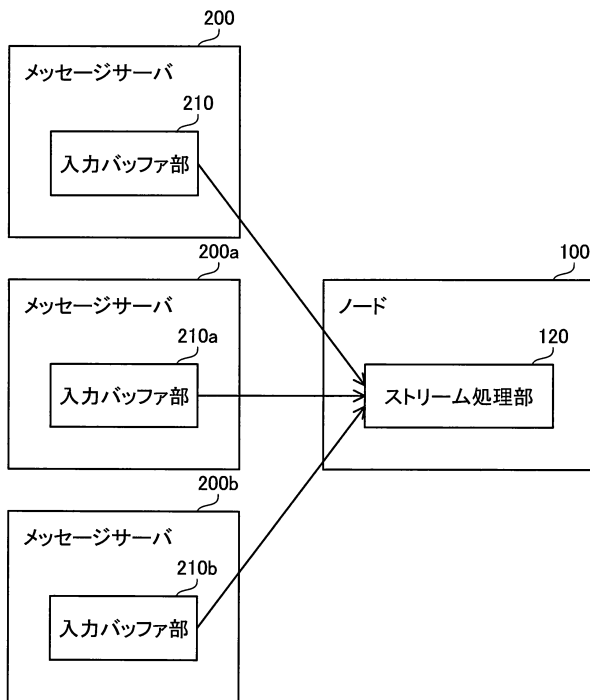 200
メッセージサーバ
210
入力バッファ部
200a
メッセージサーバ
210a
入力バッファ部
100
ノード
120
ストリーム処理部
200b
メッセージサーバ
210b
入力バッファ部